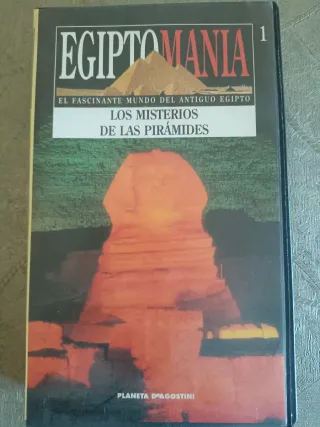 EGIPTOMANIA
1
EL FASCINANTE MUNDO DEL ANTIGUO EGIPTO
LOS MISTERIOS
DE LAS PIRÁMIDES
PLANETA DEAGOSTINI